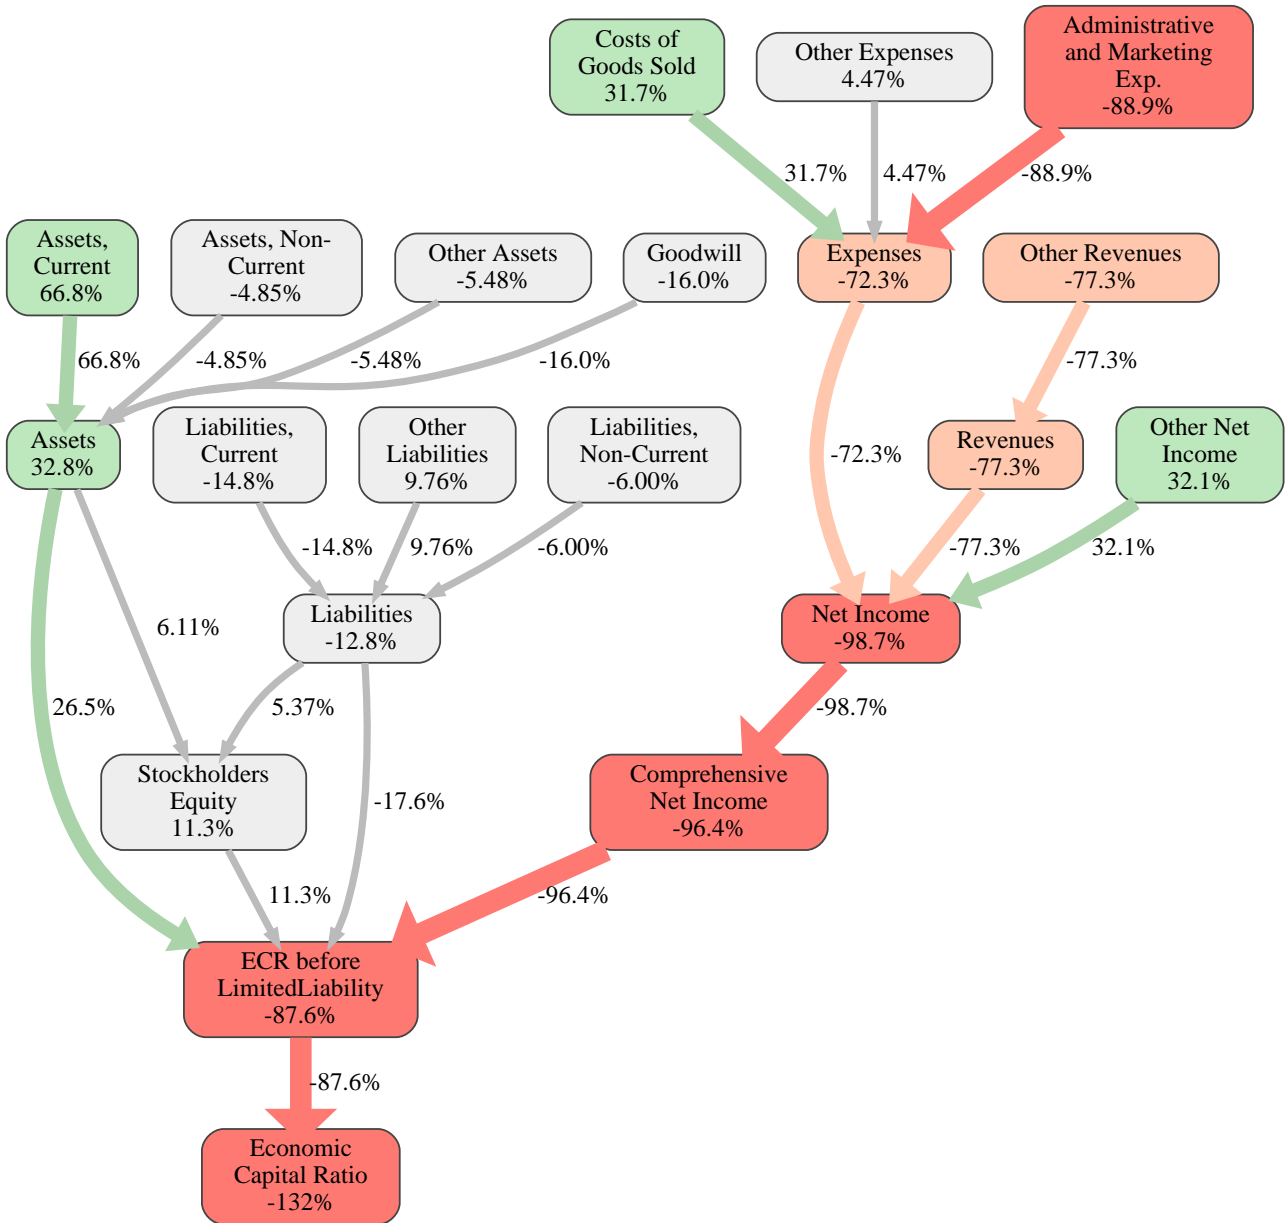 Costs of
Goods Sold
31.7%
Other Expenses
4.47%
Administrative
and Marketing
Exp.
-88.9%
31.7%
4.47%
-88.9%
Assets,
Current
66.8%
Assets, Non-
Current
-4.85%
Other Assets
-5.48%
Goodwill
-16.0%
Expenses
-72.3%
Other Revenues
-77.3%
66.8%
-4.85%
-5.48%
-16.0%
-77.3%
Assets
32.8%
Liabilities,
Current
-14.8%
Other
Liabilities
9.76%
Liabilities,
Non-Current
-6.00%
-72.3%
Revenues
-77.3%
Other Net
Income
32.1%
-14.8%
9.76%
-6.00%
-77.3%
32.1%
6.11%
Liabilities
-12.8%
Net Income
-98.7%
26.5%
5.37%
-98.7%
Stockholders
Equity
11.3%
-17.6%
Comprehensive
Net Income
-96.4%
11.3%
-96.4%
ECR before
LimitedLiability
-87.6%
-87.6%
Economic
Capital Ratio
-132%